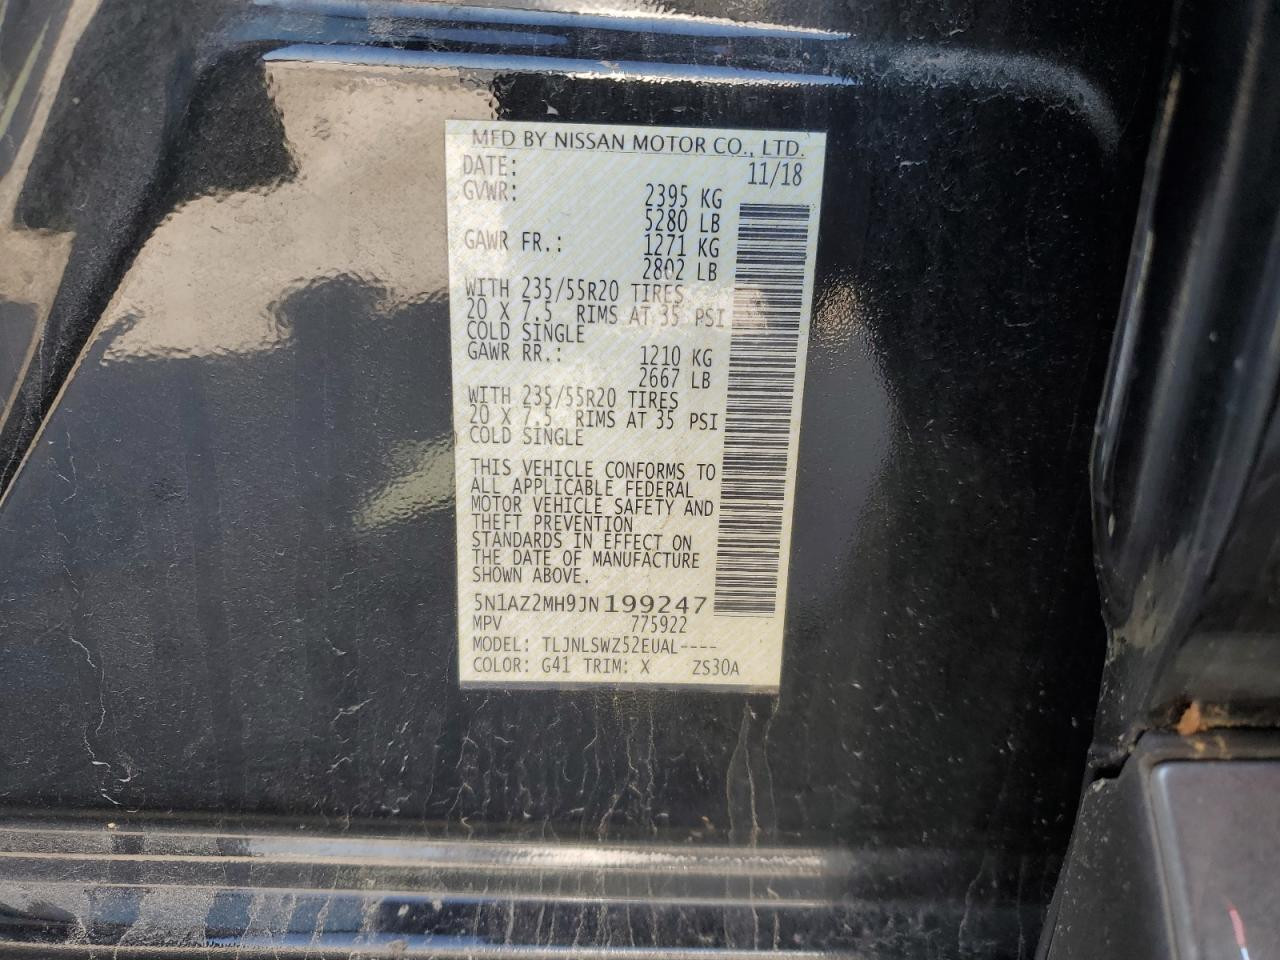 MFD BY NISSAN MOTOR CO., LTD.
DATE: 11/18
GVWR: 2395 KG
5280 LB
GAWR FR.: 1271 KG
2802 LB
WITH 235/55R20 TIRES
20 X 7.5 RIMS AT 35 PSI
COLD SINGLE
GAWR RR.: 1210 KG
2667 LB
WITH 235/55R20 TIRES
20 X 7.5 RIMS AT 35 PSI
COLD SINGLE
THIS VEHICLE CONFORMS TO
ALL APPLICABLE FEDERAL
MOTOR VEHICLE SAFETY AND
THEFT PREVENTION
STANDARDS IN EFFECT ON
THE DATE OF MANUFACTURE
SHOWN ABOVE.
5N1AZ2MH9JN199247
MPV 775922
MODEL: TLJNLSWZ52EUAL----
COLOR: G41 TRIM: X ZS30A